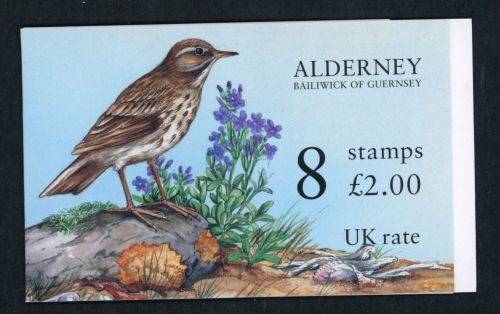 ALDERNEY
BAILIWICK OF GUERNSEY
8 stamps
£2.00
UK rate